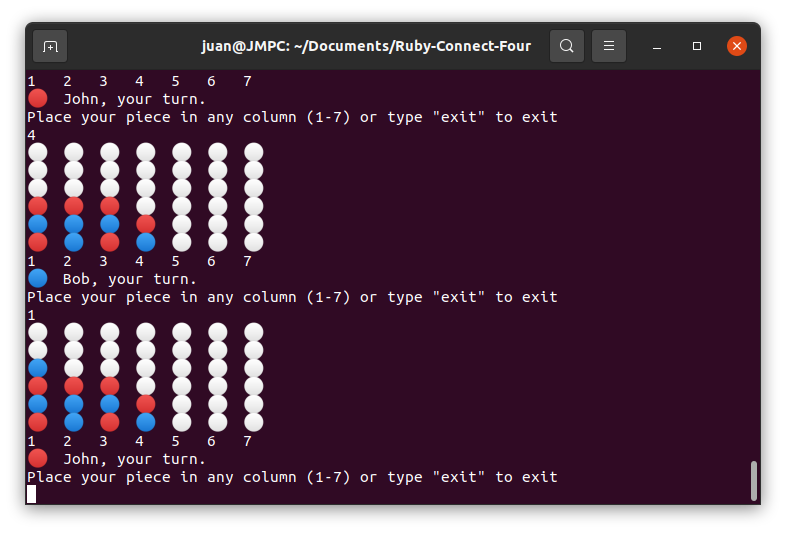 juan@JMPC: ~/Documents/Ruby-Connect-Four
1 2 3 4 5 6 7
John, your turn.
Place your piece in any column (1-7) or type "exit" to exit
4
1 2 3 4 5 6 7
Bob, your turn.
Place your piece in any column (1-7) or type "exit" to exit
1
1 2 3 4 5 6 7
John, your turn.
Place your piece in any column (1-7) or type "exit" to exit